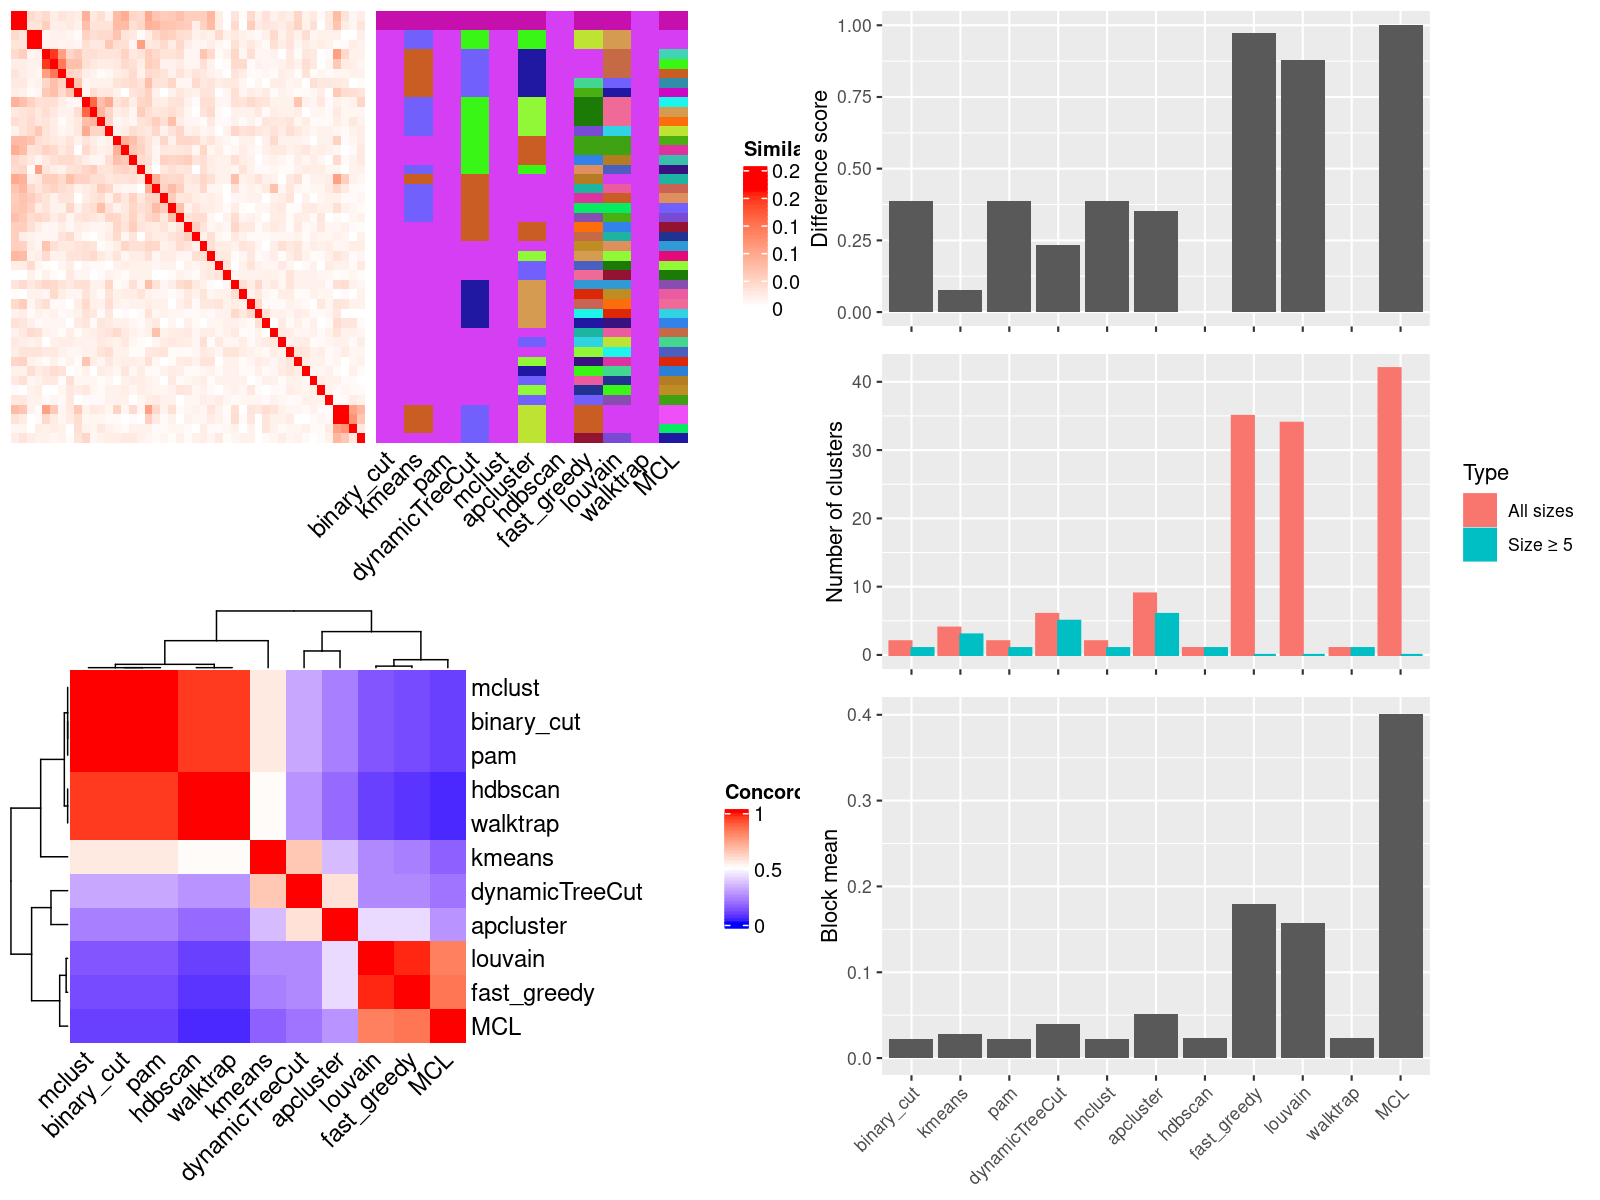 Simila
0.2
0.2
0.1
0.1
0.0
0
binary_cut
kmeans
pam
dynamicTreeCut
mclust
apcluster
hdbscan
fast_greedy
louvain
walktrap
MCL
mclust
binary_cut
pam
hdbscan
walktrap
kmeans
dynamicTreeCut
apcluster
louvain
fast_greedy
MCL
mclust
binary_cut
pam
hdbscan
walktrap
kmeans
dynamicTreeCut
apcluster
louvain
fast_greedy
MCL
Concord
1
0.5
0
Difference score
1.00
0.75
0.50
0.25
0.00
Number of clusters
40
30
20
10
0
Type
All sizes
Size ≥ 5
Block mean
0.4
0.3
0.2
0.1
0.0
binary_cut
kmeans
pam
dynamicTreeCut
mclust
apcluster
hdbscan
fast_greedy
louvain
walktrap
MCL